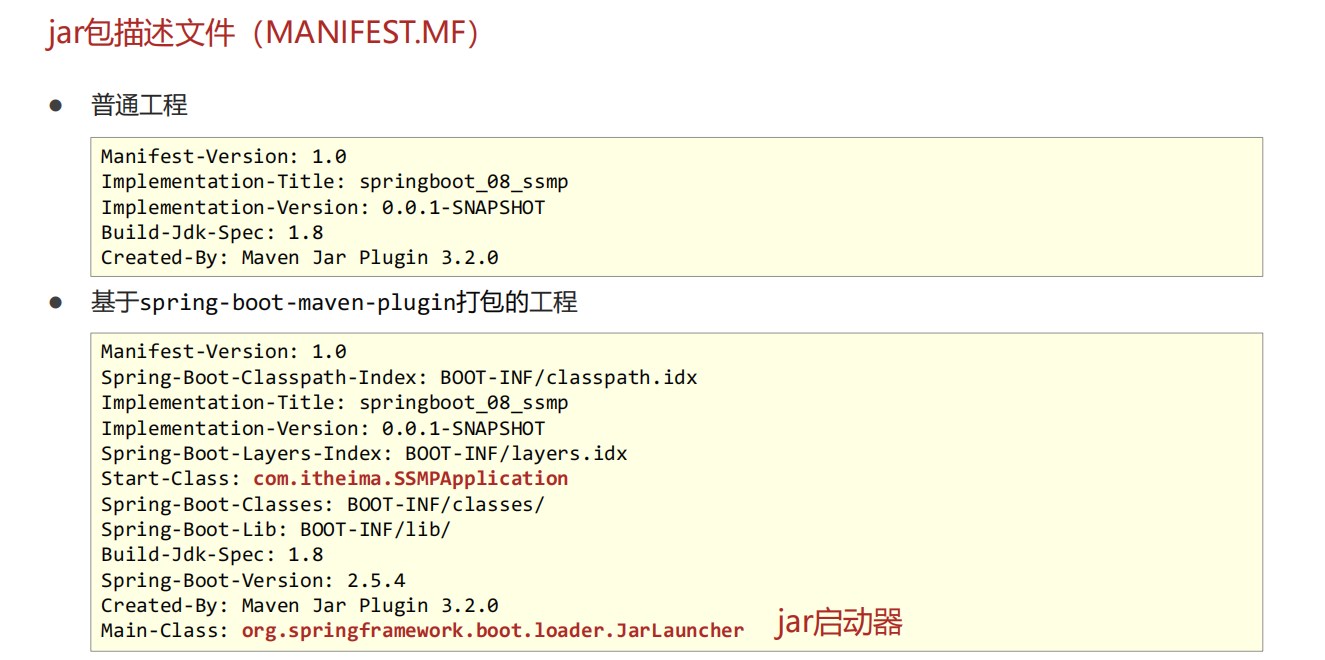 jar包描述文件（MANIFEST.MF）
● 普通工程
Manifest-Version: 1.0
Implementation-Title: springboot_08_ssmp
Implementation-Version: 0.0.1-SNAPSHOT
Build-Jdk-Spec: 1.8
Created-By: Maven Jar Plugin 3.2.0
● 基于spring-boot-maven-plugin打包的工程
Manifest-Version: 1.0
Spring-Boot-Classpath-Index: BOOT-INF/classpath.idx
Implementation-Title: springboot_08_ssmp
Implementation-Version: 0.0.1-SNAPSHOT
Spring-Boot-Layers-Index: BOOT-INF/layers.idx
Start-Class: com.itheima.SSMPApplication
Spring-Boot-Classes: BOOT-INF/classes/
Spring-Boot-Lib: BOOT-INF/lib/
Build-Jdk-Spec: 1.8
Spring-Boot-Version: 2.5.4
Created-By: Maven Jar Plugin 3.2.0
Main-Class: org.springframework.boot.loader.JarLauncher jar启动器